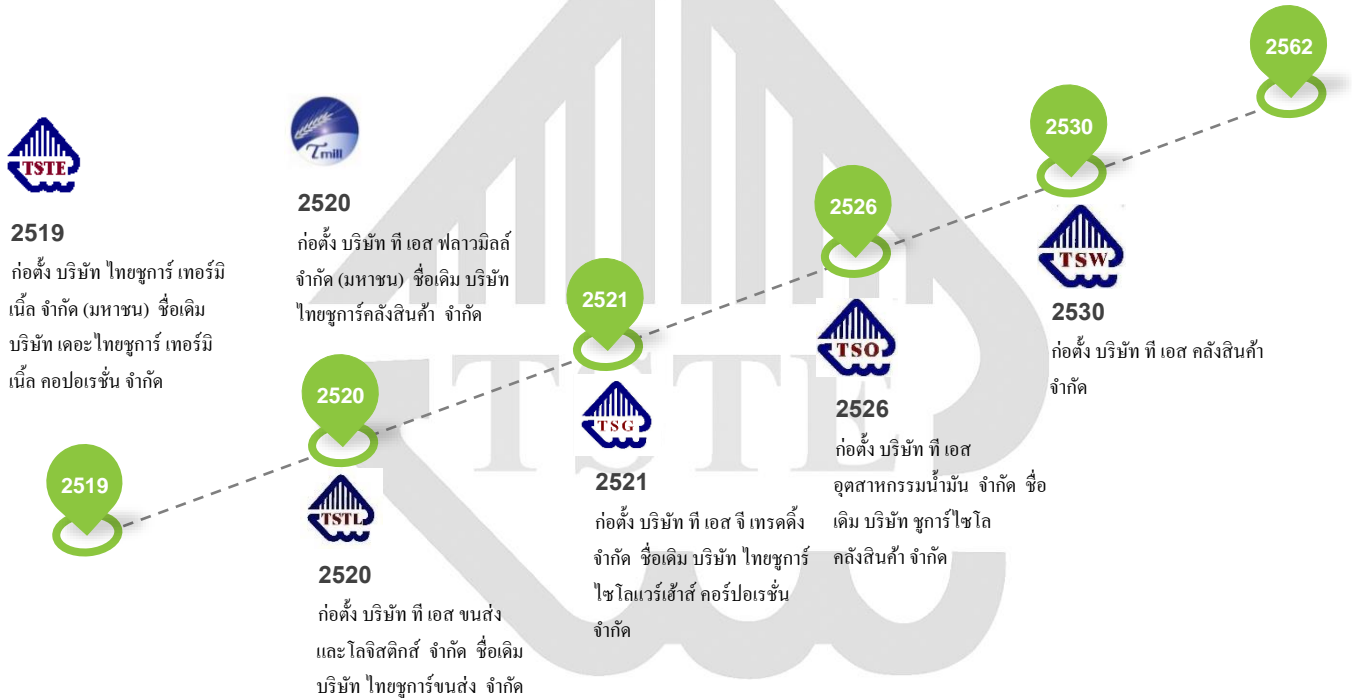 2562
2530
TSTE
Tmill
2519
ก่อตั้ง บริษัท ไทยชูการ์ เทอร์มิ
เนิ้ล จำกัด (มหาชน) ชื่อเดิม
บริษัท เดอะไทยชูการ์ เทอร์มิ
เนิ้ล คอปอเรชั่น จำกัด
2520
ก่อตั้ง บริษัท ที เอส ฟลาวมิลล์
จำกัด (มหาชน) ชื่อเดิม บริษัท
ไทยชูการ์คลังสินค้า จำกัด
2526
TSW
2530
ก่อตั้ง บริษัท ที เอส คลังสินค้า
จำกัด
2521
TSO
2526
ก่อตั้ง บริษัท ที เอส
อุตสาหกรรมน้ำมัน จำกัด ชื่อ
เดิม บริษัท ชูการ์ไซโล
คลังสินค้า จำกัด
2520
TSG
2521
ก่อตั้ง บริษัท ที เอส จี เทรดดิ้ง
จำกัด ชื่อเดิม บริษัท ไทยชูการ์
ไซโลแวร์เฮ้าส์ คอร์ปอเรชั่น
จำกัด
2519
TSTL
2520
ก่อตั้ง บริษัท ที เอส ขนส่ง
และโลจิสติกส์ จำกัด ชื่อเดิม
บริษัท ไทยชูการ์ขนส่ง จำกัด
TSTE